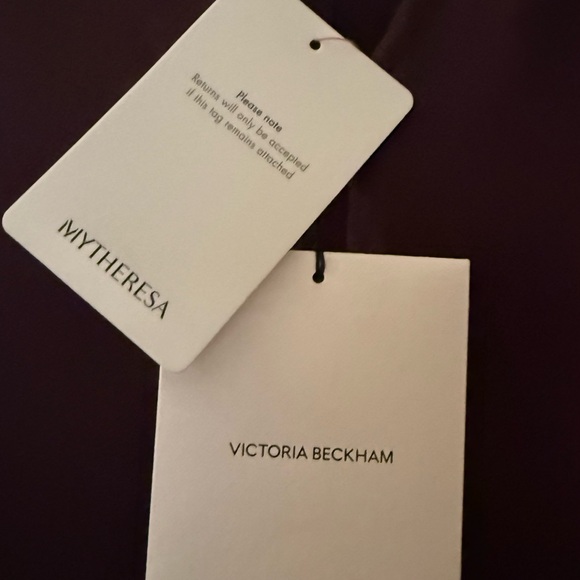 Please note
Returns will only be accepted
if this tag remains attached
MYTHERESA
VICTORIA BECKHAM